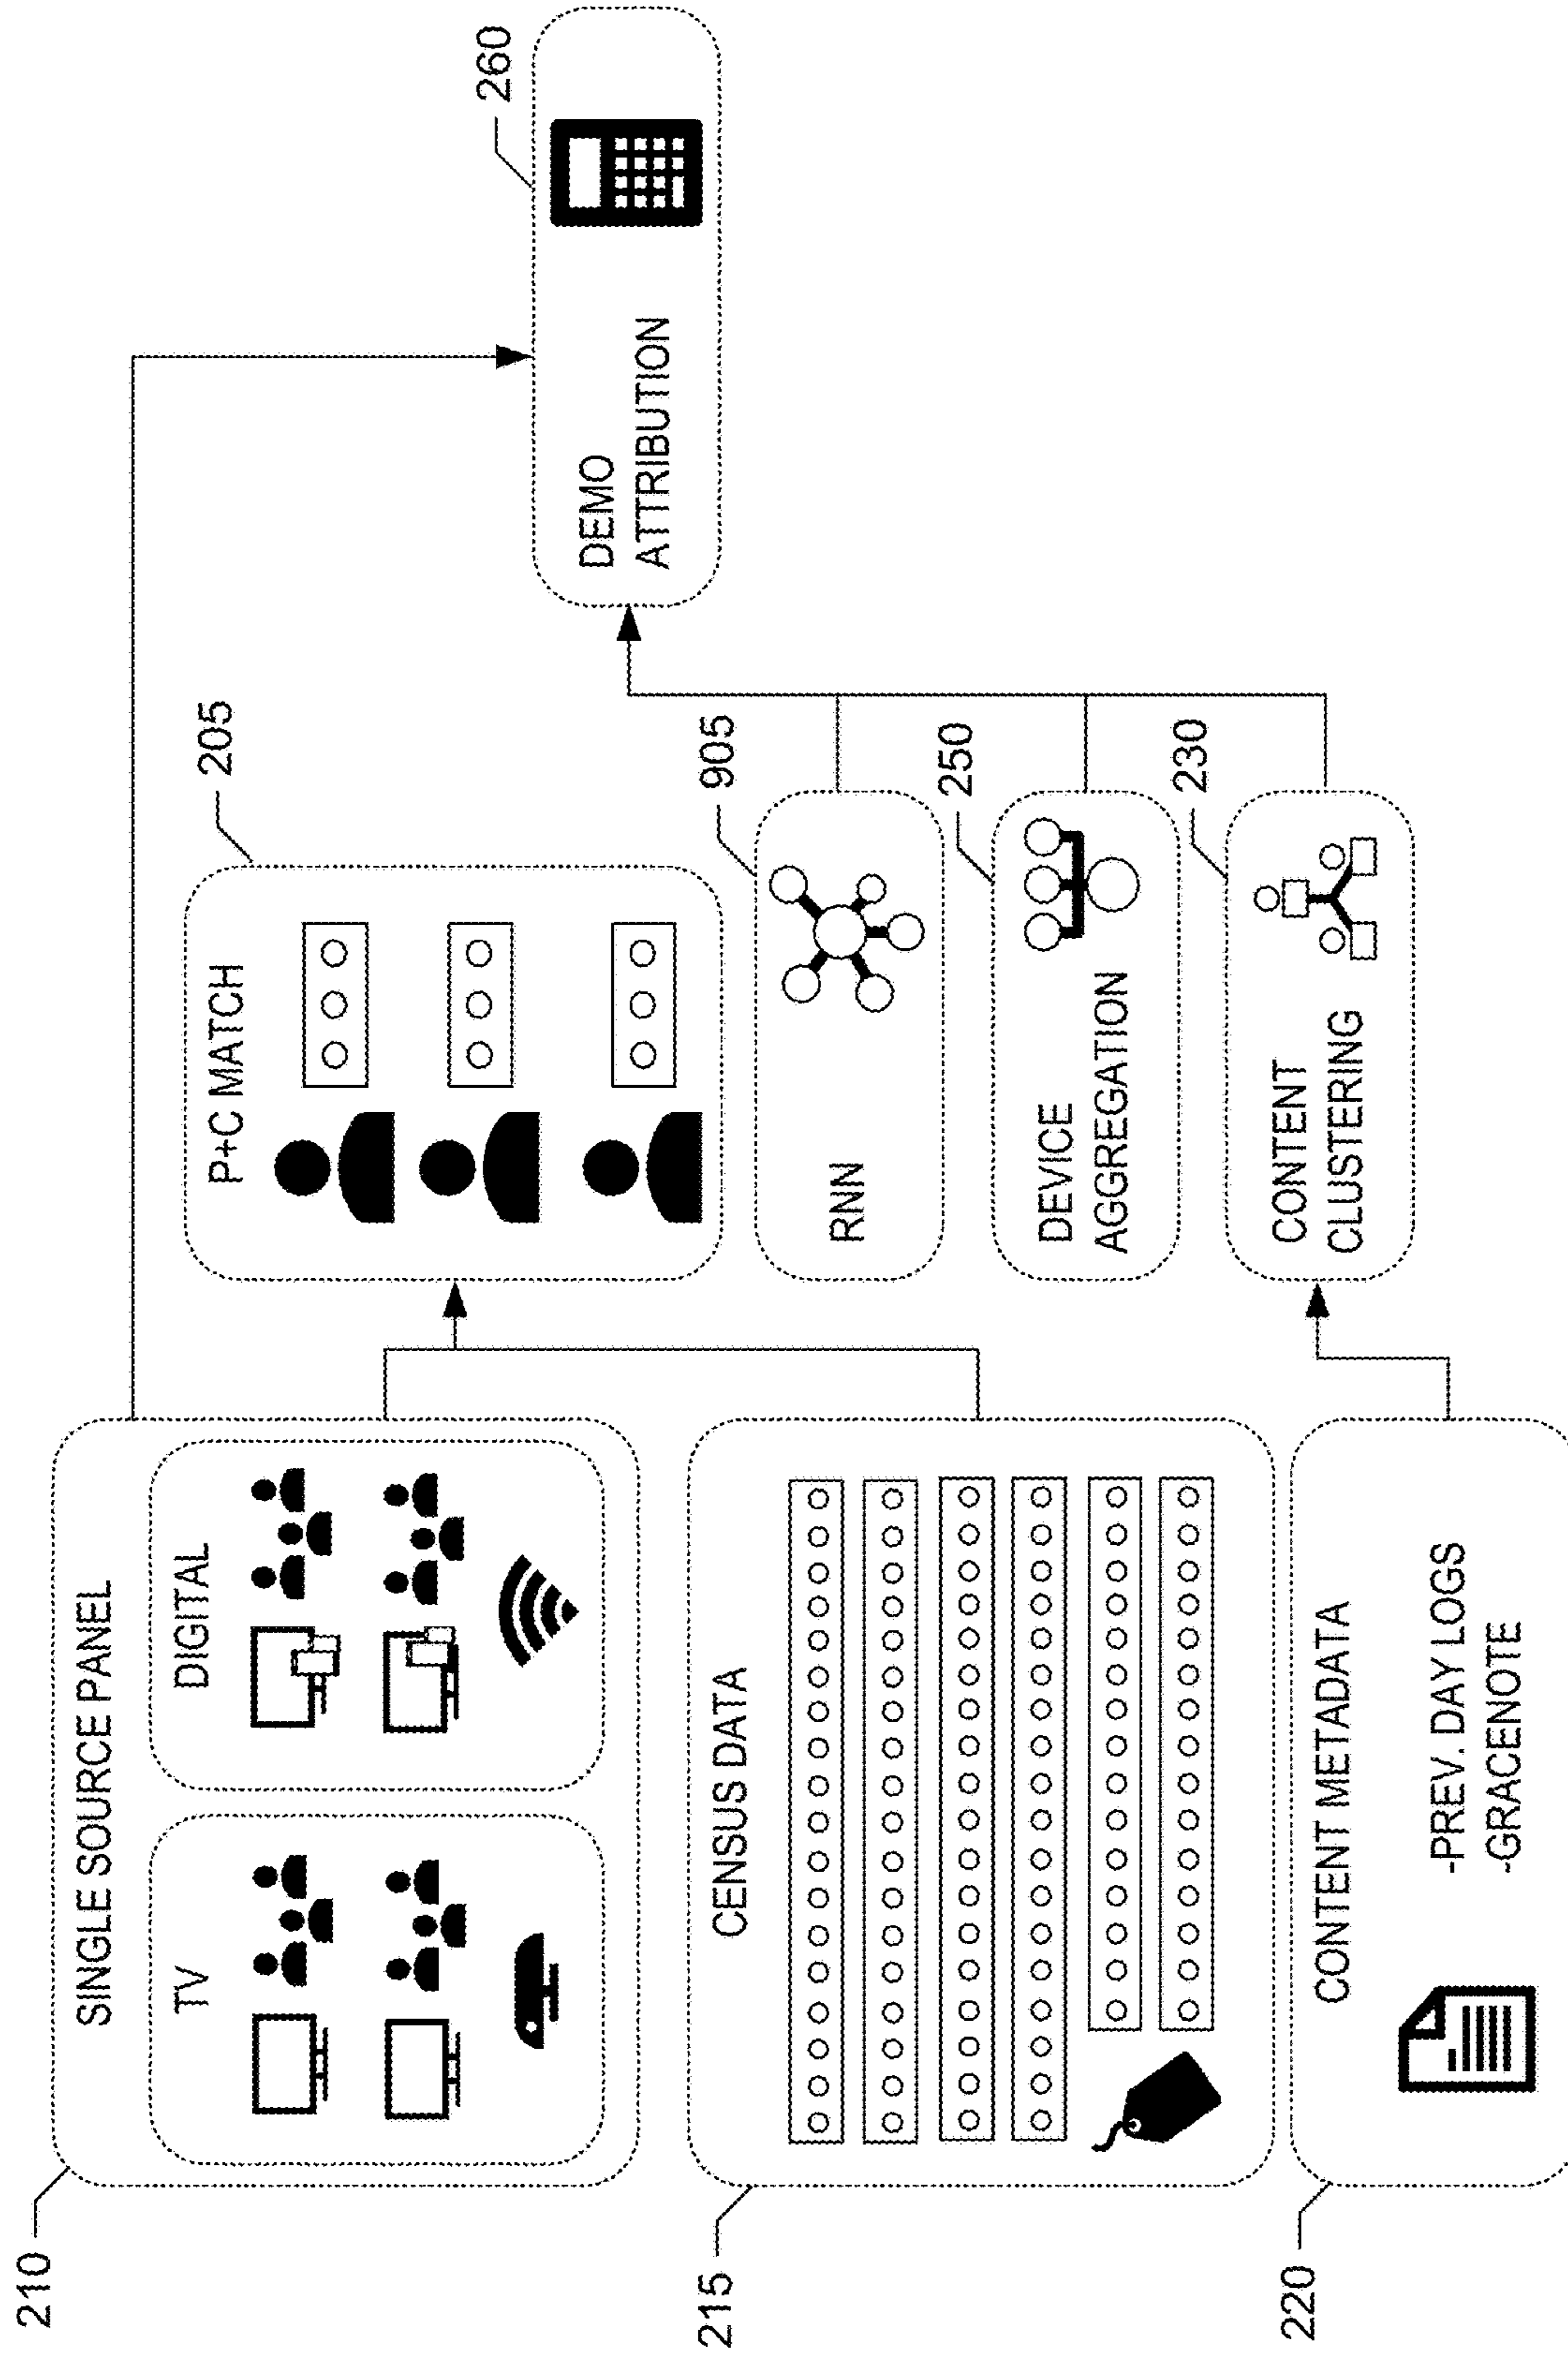 210
SINGLE SOURCE PANEL
TV
DIGITAL
215
CENSUS DATA
220
CONTENT METADATA
-PREV. DAY LOGS
-GRACENOTE
205
P+C MATCH
905
RNN
250
DEVICE
AGGREGATION
230
CONTENT
CLUSTERING
260
DEMO
ATTRIBUTION